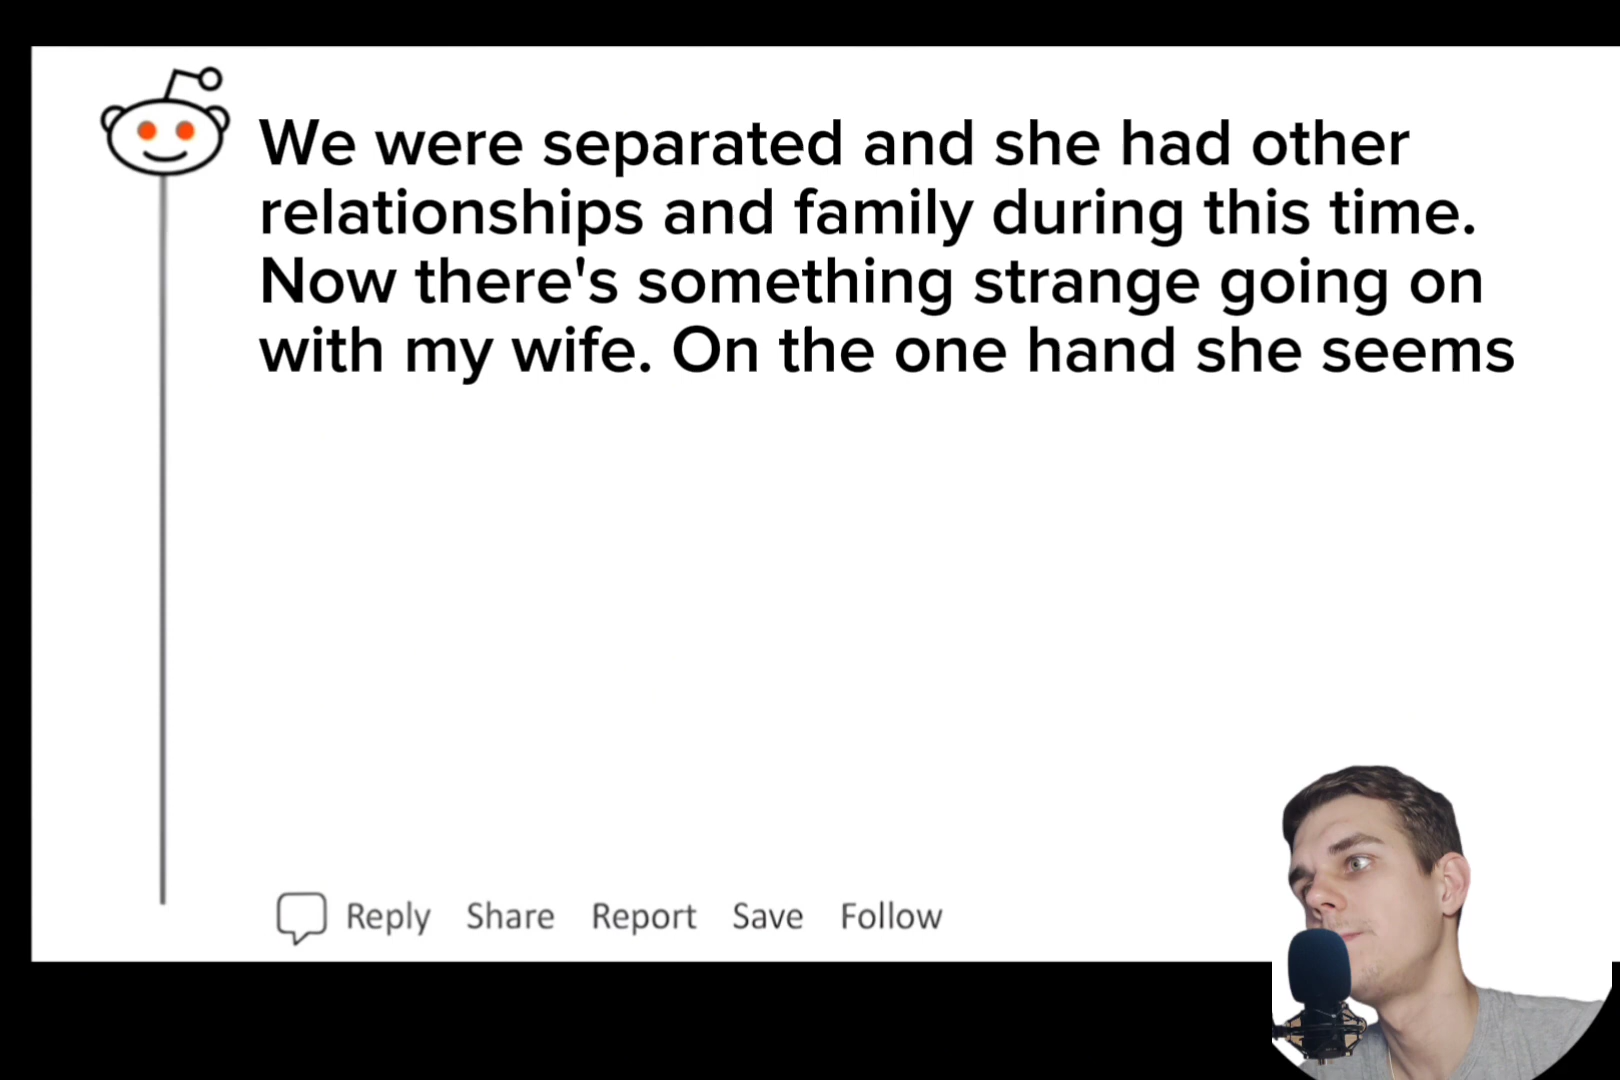 We were separated and she had other
relationships and family during this time.
Now there's something strange going on
with my wife. On the one hand she seems
Reply Share Report Save Follow